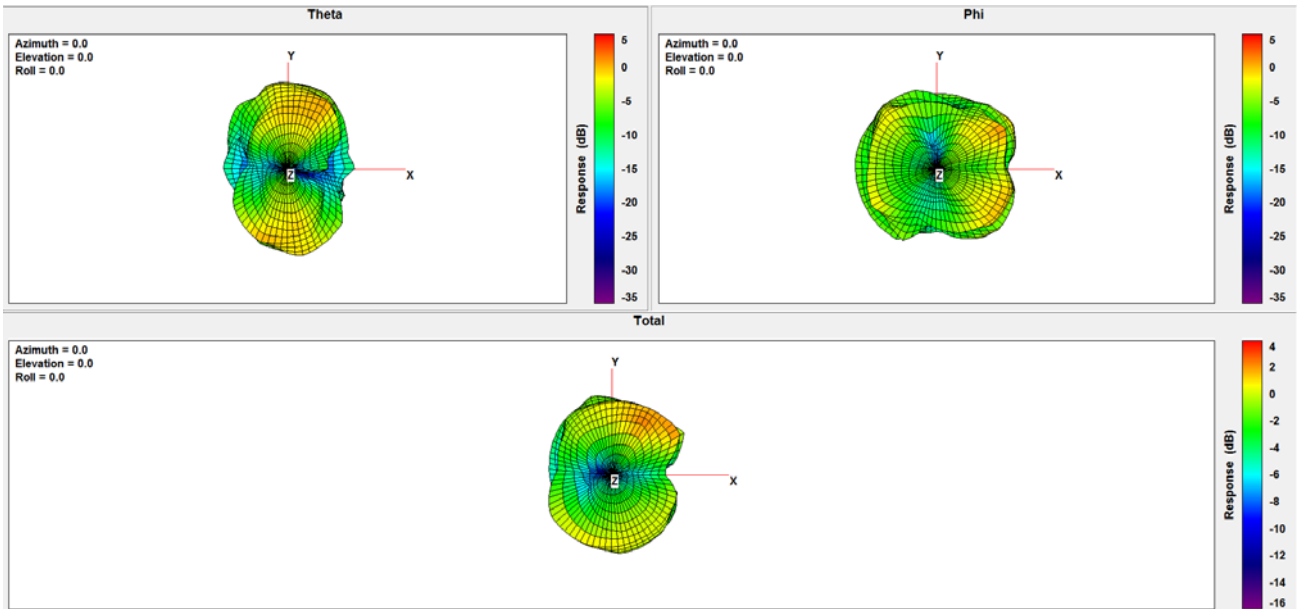 Theta
Azimuth = 0.0
Elevation = 0.0
Roll = 0.0
Y
X
Z
5
0
-5
-10
-15
-20
-25
-30
-35
Response (dB)
Phi
Azimuth = 0.0
Elevation = 0.0
Roll = 0.0
Y
X
Z
5
0
-5
-10
-15
-20
-25
-30
-35
Response (dB)
Total
Azimuth = 0.0
Elevation = 0.0
Roll = 0.0
Y
X
Z
4
2
0
-2
-4
-6
-8
-10
-12
-14
-16
Response (dB)